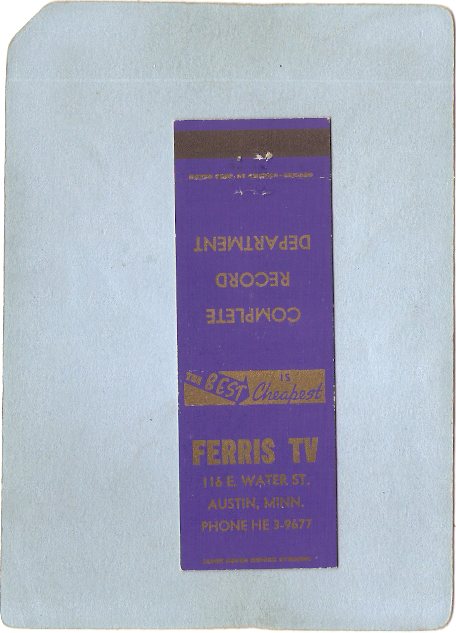 COMPLETE
RECORD
DEPARTMENT
THE BEST IS Cheapest
FERRIS TV
116 E. WATER ST.
AUSTIN, MINN.
PHONE HE 3-9677